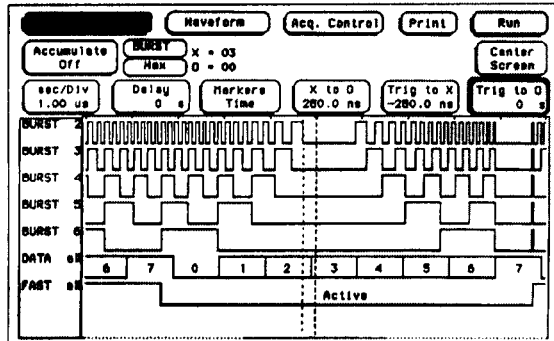 Waveform Acq. Control Print Run
Accumulate Off BURST X = 03 Center Screen
Hex O = 00
sec/Div 1.00 us Delay 0 s Markers Time X to O 280.0 ns Trig to X -280.0 ns Trig to O 0 s
BURST 2
BURST 3
BURST 4
BURST 5
BURST 6
DATA all 6 7 0 1 2 3 4 5 6 7
FAST all Active